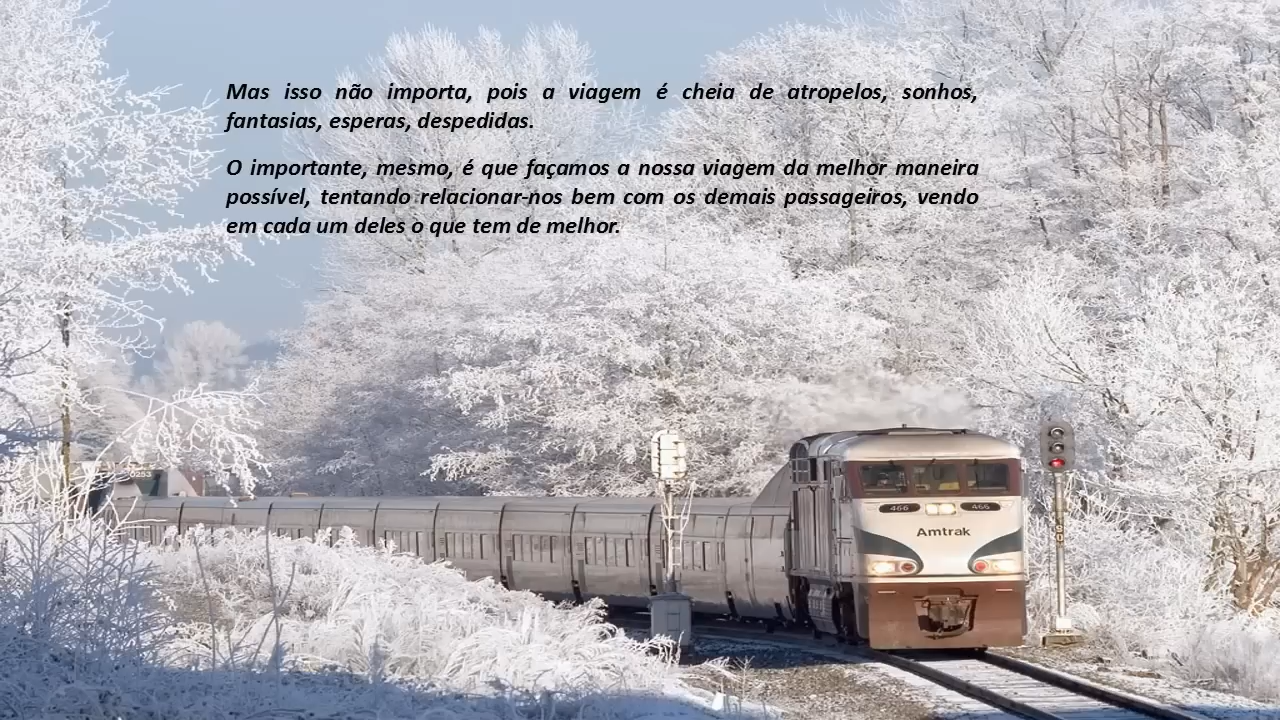 Mas isso não importa, pois a viagem é cheia de atropelos, sonhos,
fantasias, esperas, despedidas.
O importante, mesmo, é que façamos a nossa viagem da melhor maneira
possível, tentando relacionar-nos bem com os demais passageiros, vendo
em cada um deles o que tem de melhor.
466 466
Amtrak